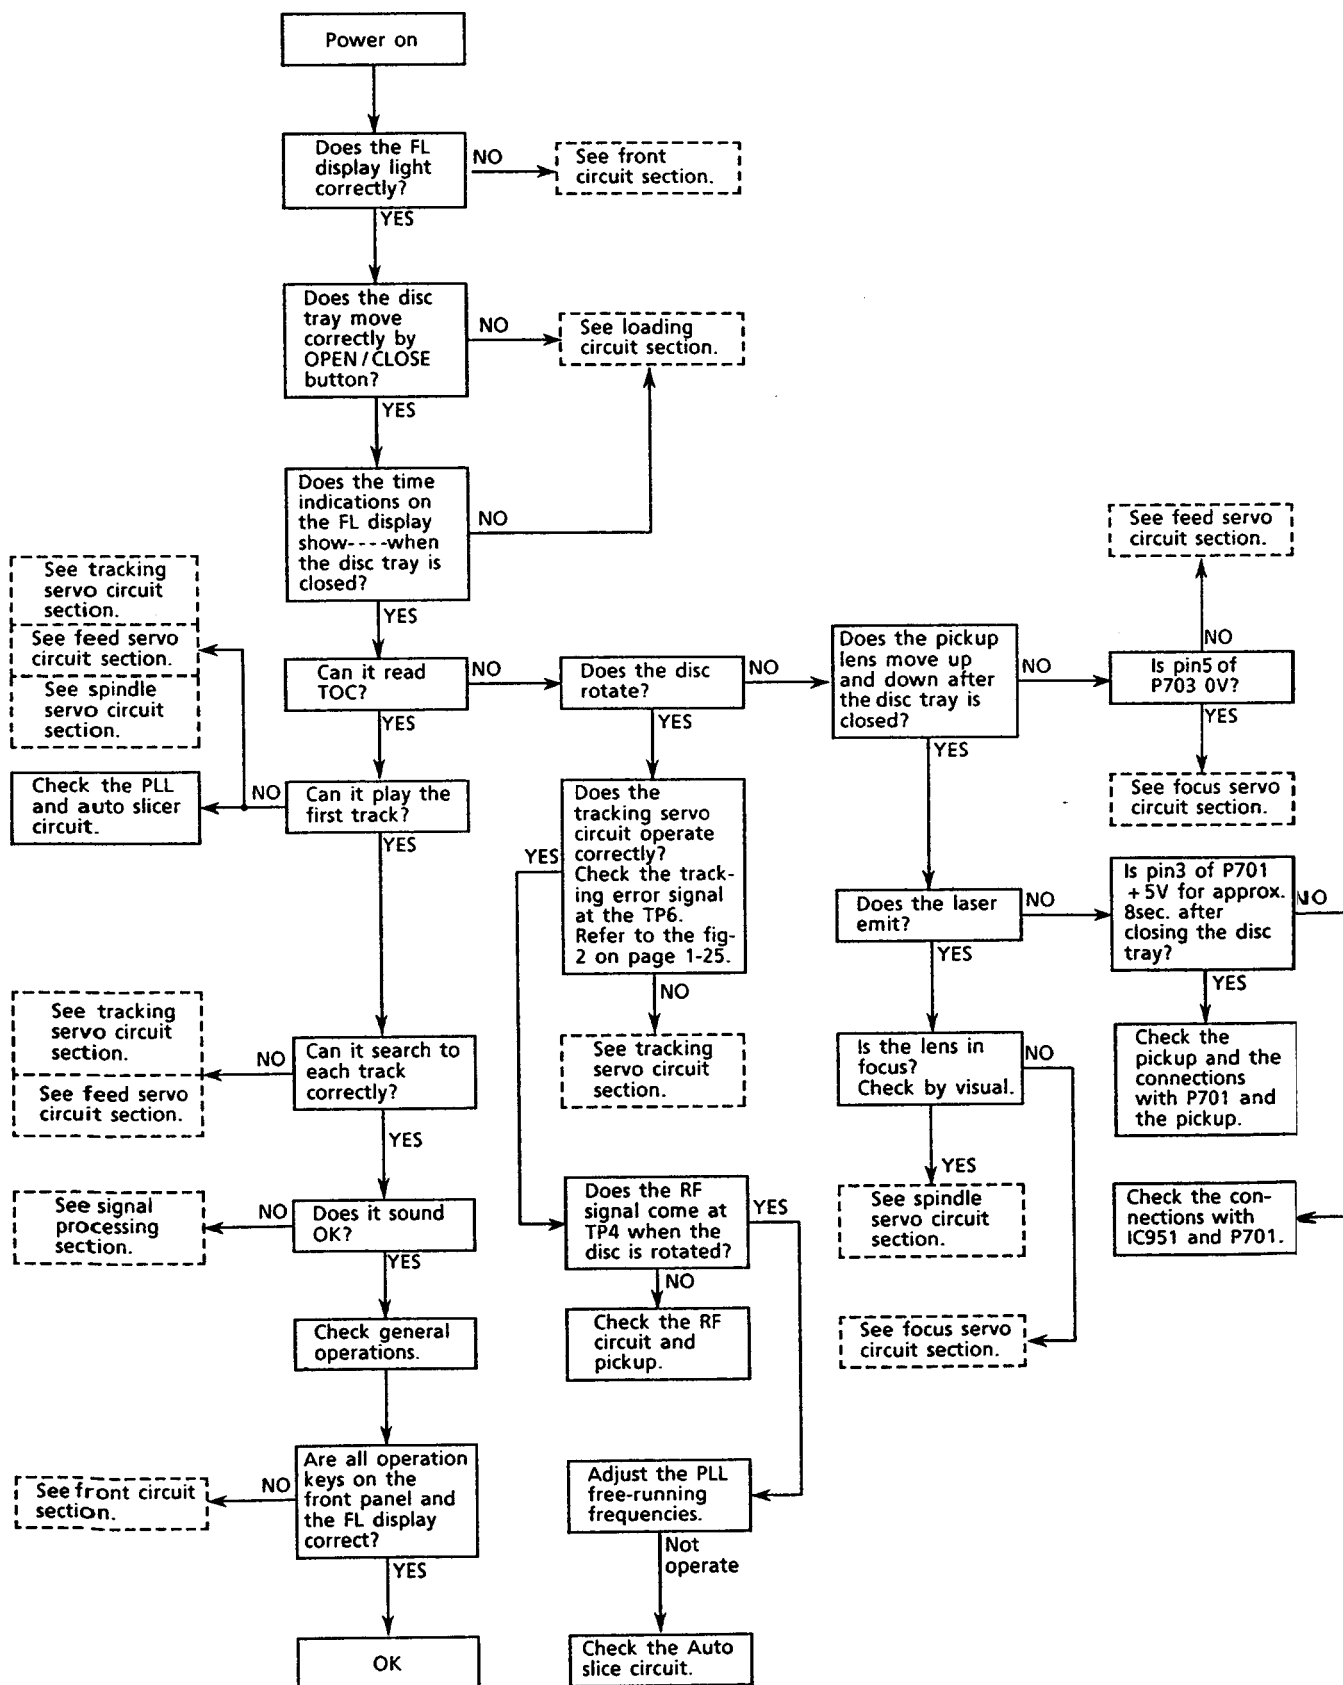 Power on
Does the FL
display light
correctly?
NO
See front
circuit section.
YES
Does the disc
tray move
correctly by
OPEN/CLOSE
button?
NO
See loading
circuit section.
YES
Does the time
indications on
the FL display
show----when
the disc tray is
closed?
NO
YES
See feed servo
circuit section.
NO
See tracking
servo circuit
section.
See feed servo
circuit section.
See spindle
servo circuit
section.
Can it read
TOC?
NO
Does the disc
rotate?
NO
Does the pickup
lens move up
and down after
the disc tray is
closed?
NO
Is pin5 of
P703 0V?
YES
YES
YES
YES
See focus servo
circuit section.
Check the PLL
and auto slicer
circuit.
NO
Can it play the
first track?
YES
Does the
tracking servo
circuit operate
correctly?
Check the track-
ing error signal
at the TP6.
Refer to the fig-
2 on page 1-25.
YES
NO
Does the laser
emit?
NO
Is pin3 of P701
+5V for approx.
8sec. after
closing the disc
tray?
NO
YES
YES
See tracking
servo circuit
section.
See feed servo
circuit section.
NO
Can it search to
each track
correctly?
YES
See tracking
servo circuit
section.
Is the lens in
focus?
Check by visual.
NO
YES
Check the
pickup and the
connections
with P701 and
the pickup.
See signal
processing
section.
NO
Does it sound
OK?
YES
Does the RF
signal come at
TP4 when the
disc is rotated?
YES
NO
See spindle
servo circuit
section.
Check the con-
nections with
IC951 and P701.
Check general
operations.
Check the RF
circuit and
pickup.
See focus servo
circuit section.
See front circuit
section.
NO
Are all operation
keys on the
front panel and
the FL display
correct?
YES
Adjust the PLL
free-running
frequencies.
Not
operate
OK
Check the Auto
slice circuit.